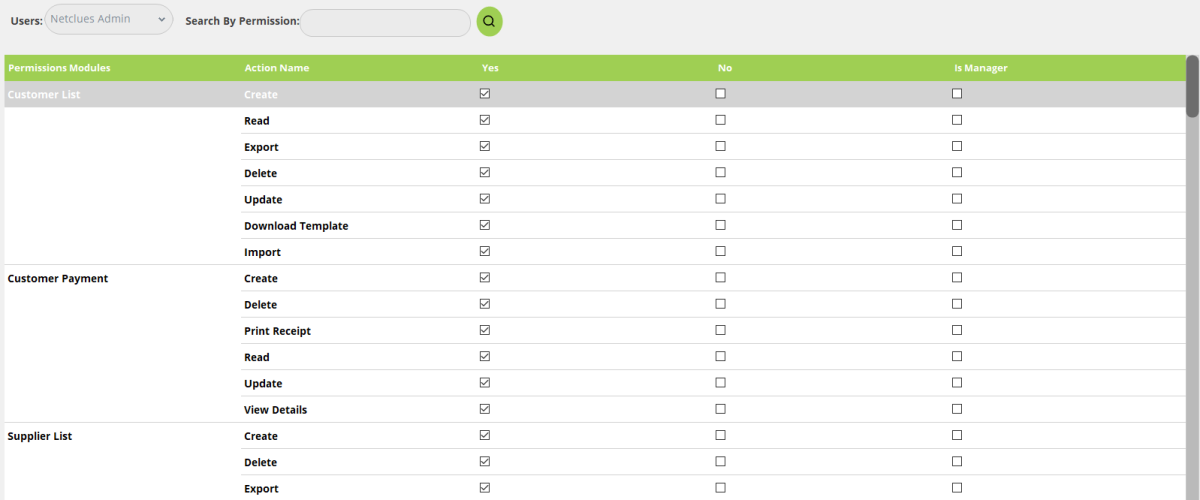 Users: Netclues Admin Search By Permission:
Permissions Modules Action Name Yes No Is Manager
Customer List Create
Read
Export
Delete
Update
Download Template
Import
Customer Payment Create
Delete
Print Receipt
Read
Update
View Details
Supplier List Create
Delete
Export